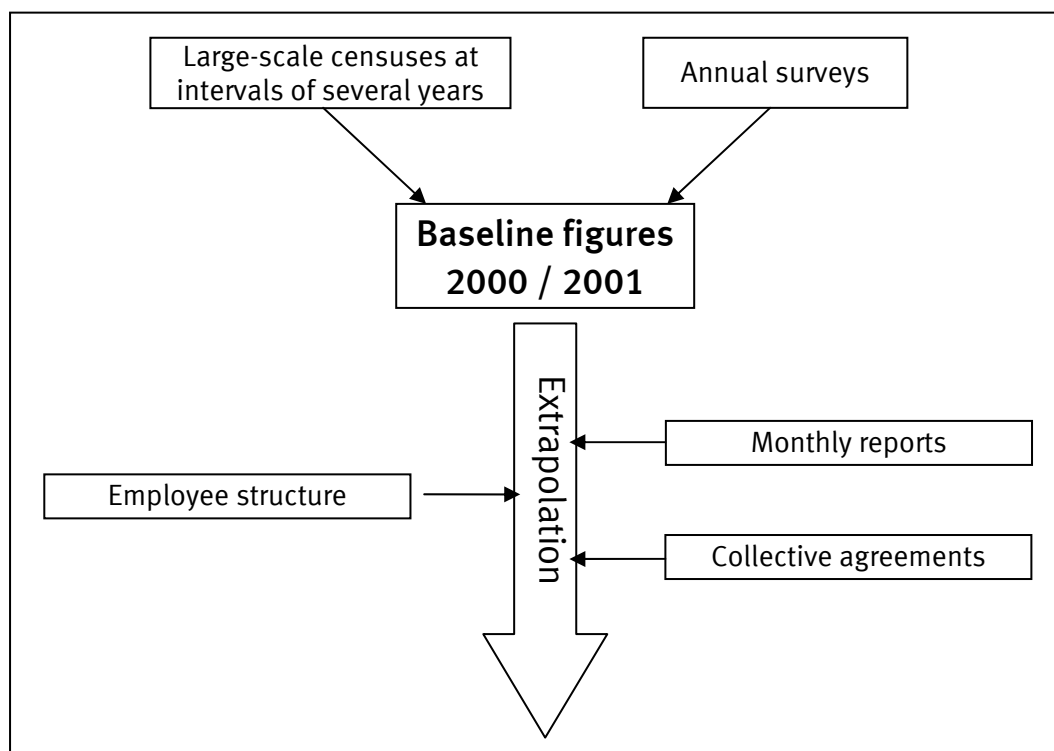 Large-scale censuses at
intervals of several years
Annual surveys
Baseline figures
2000 / 2001
Extrapolation
Monthly reports
Employee structure
Collective agreements